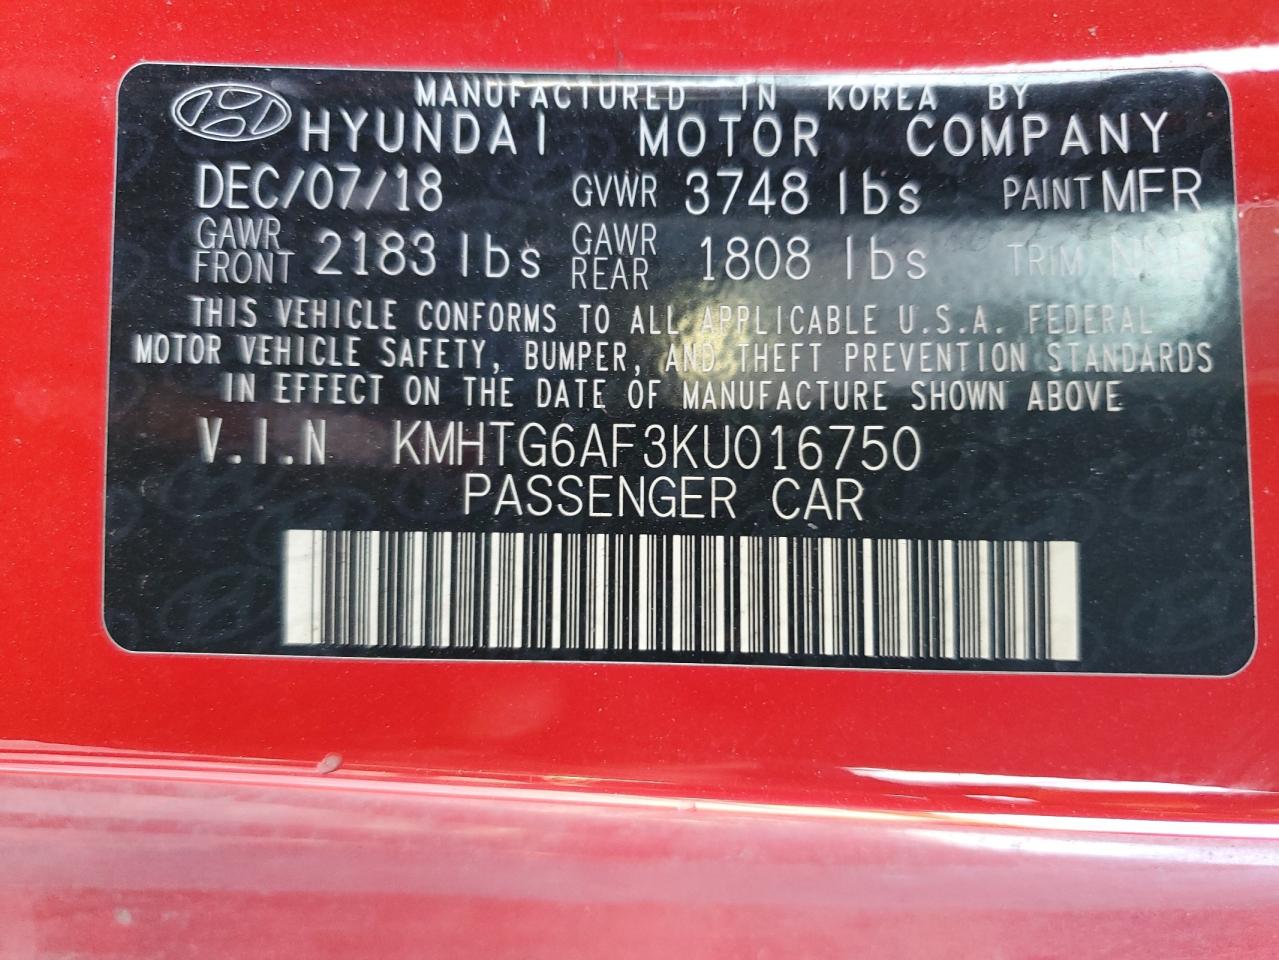 MANUFACTURED IN KOREA BY
HYUNDAI MOTOR COMPANY
DEC/07/18 GVWR 3748 lbs PAINT MFR
GAWR FRONT 2183 lbs GAWR REAR 1808 lbs TRIM
THIS VEHICLE CONFORMS TO ALL APPLICABLE U.S.A. FEDERAL
MOTOR VEHICLE SAFETY, BUMPER, AND THEFT PREVENTION STANDARDS
IN EFFECT ON THE DATE OF MANUFACTURE SHOWN ABOVE
V.I.N KMHTG6AF3KU016750
PASSENGER CAR